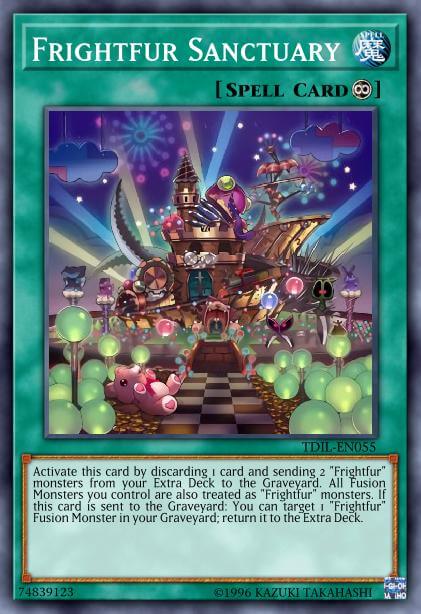 FRIGHTFUR SANCTUARY
SPELL
魔
[SPELL CARD]
TDIL-EN055
Activate this card by discarding 1 card and sending 2 "Frightfur"
monsters from your Extra Deck to the Graveyard. All Fusion
Monsters you control are also treated as "Frightfur" monsters. If
this card is sent to the Graveyard: You can target 1 "Frightfur"
Fusion Monster in your Graveyard; return it to the Extra Deck.
74839123
©1996 KAZUKI TAKAHASHI